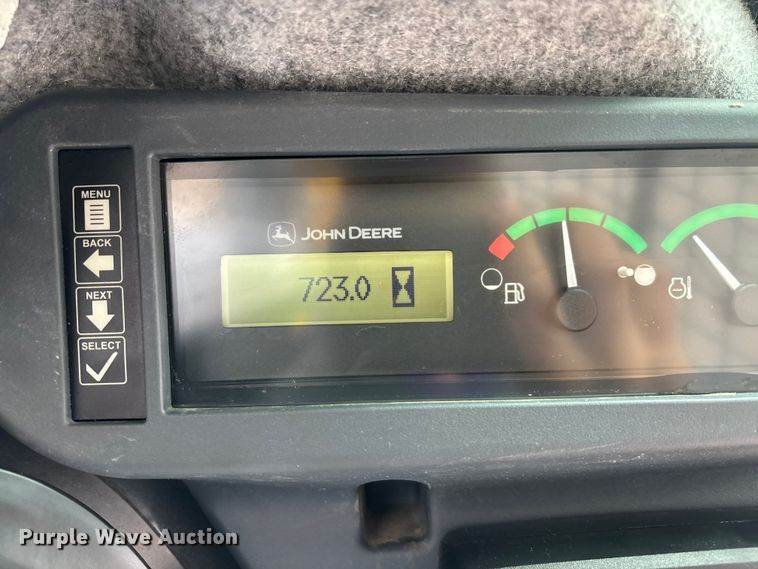 MENU
BACK
NEXT
SELECT
JOHN DEERE
723.0
Purple Wave Auction